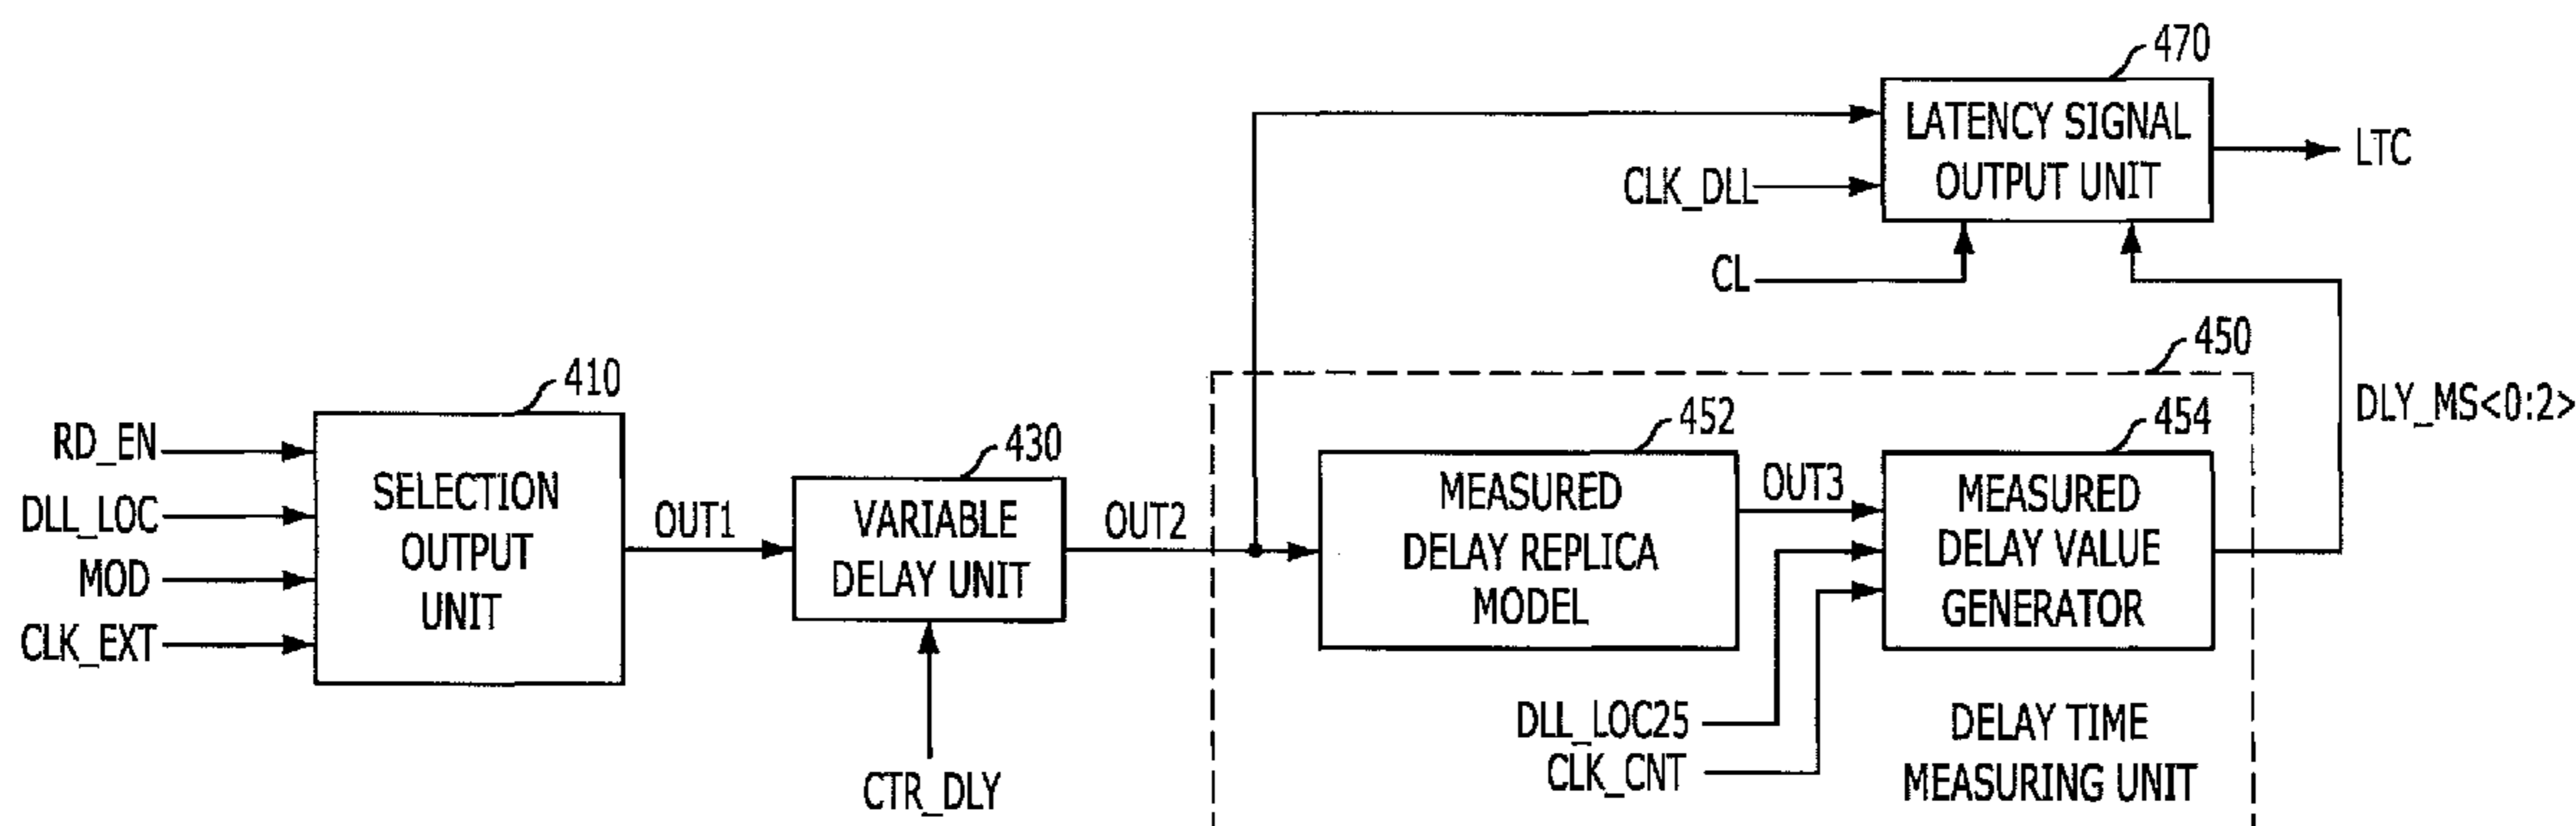 470
LATENCY SIGNAL
OUTPUT UNIT
LTC
CLK_DLL
CL
450
410
DLY_MS<0:2>
RD_EN
DLL_LOC
MOD
CLK_EXT
SELECTION
OUTPUT
UNIT
OUT1
430
VARIABLE
DELAY UNIT
CTR_DLY
OUT2
452
MEASURED
DELAY REPLICA
MODEL
OUT3
454
MEASURED
DELAY VALUE
GENERATOR
DLL_LOC25
CLK_CNT
DELAY TIME
MEASURING UNIT